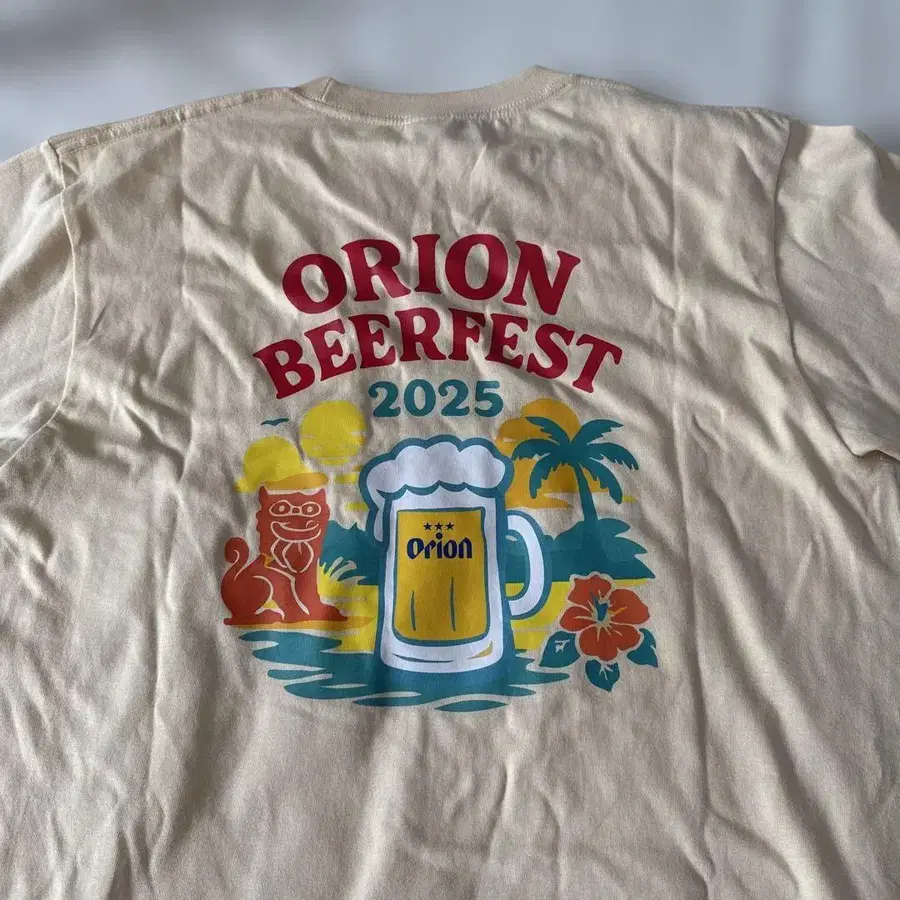 ORION
BEERFEST
2025
★★★
Orion